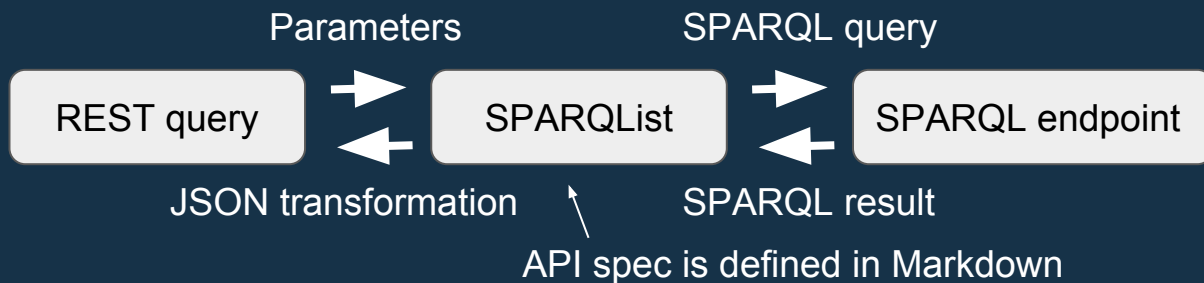 Parameters
SPARQL query
REST query
SPARQList
SPARQL endpoint
JSON transformation
SPARQL result
API spec is defined in Markdown